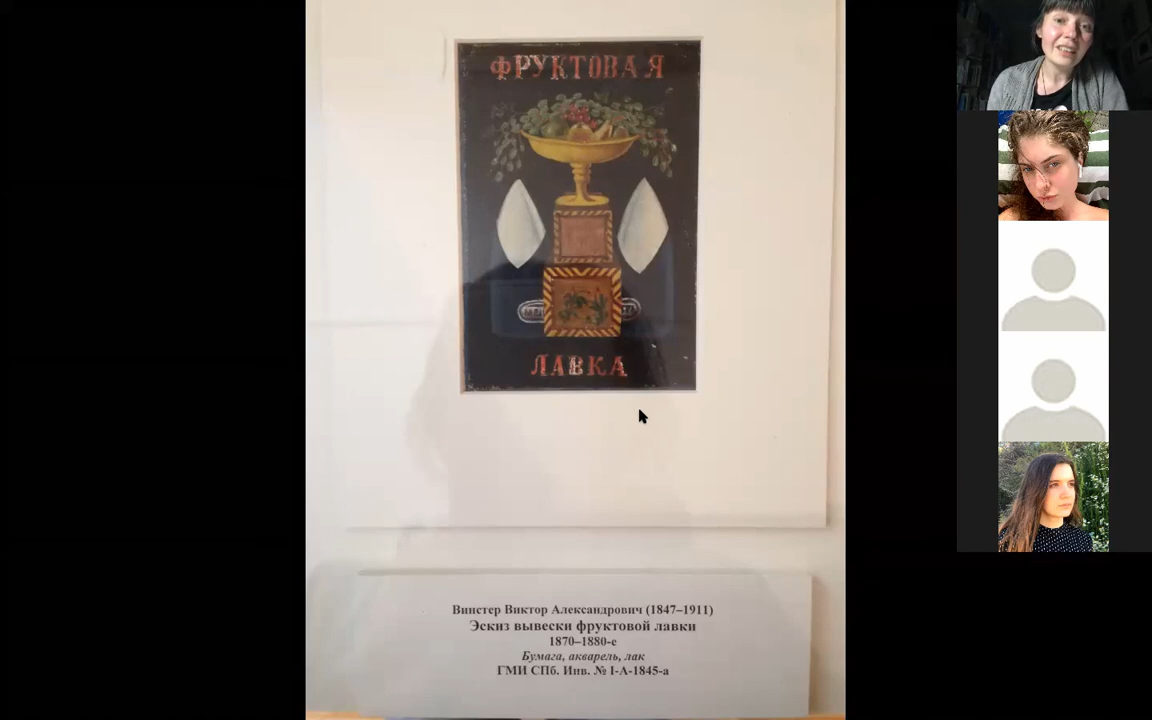 ФРУКТОВАЯ
ЛАВКА
Винстер Виктор Александрович (1847–1911)
Эскиз вывески фруктовой лавки
1870–1880-е
Бумага, акварель, лак
ГМИ СПб. Инв. № I-А-1845-а